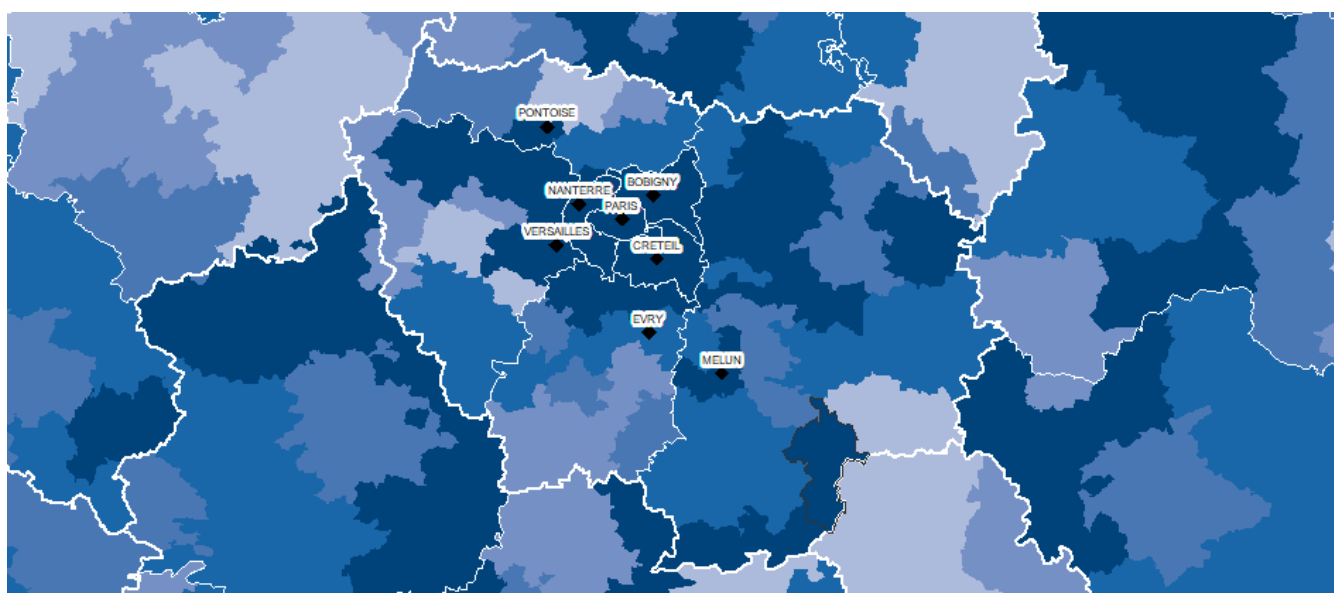 PONTOISE
BOBIGNY
NANTERRE
PARIS
VERSAILLES
CRETEIL
EVRY
MELUN